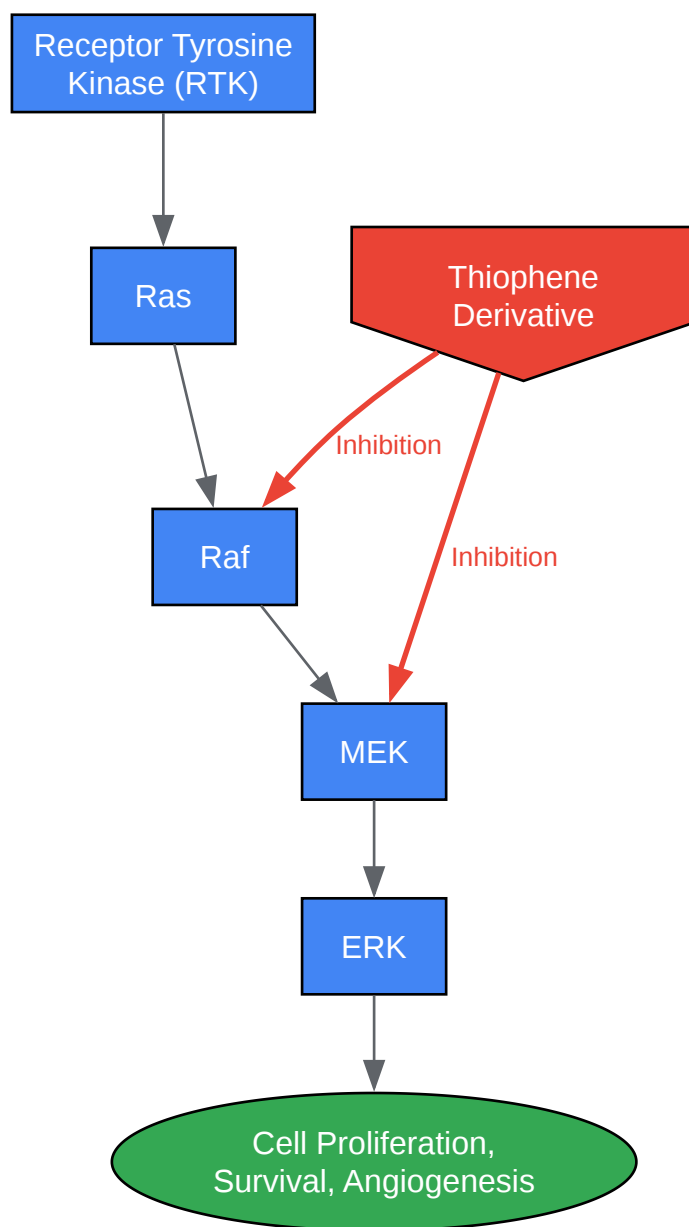 Receptor Tyrosine
Kinase (RTK)
Ras
Thiophene
Derivative
Inhibition
Raf
Inhibition
MEK
ERK
Cell Proliferation,
Survival, Angiogenesis